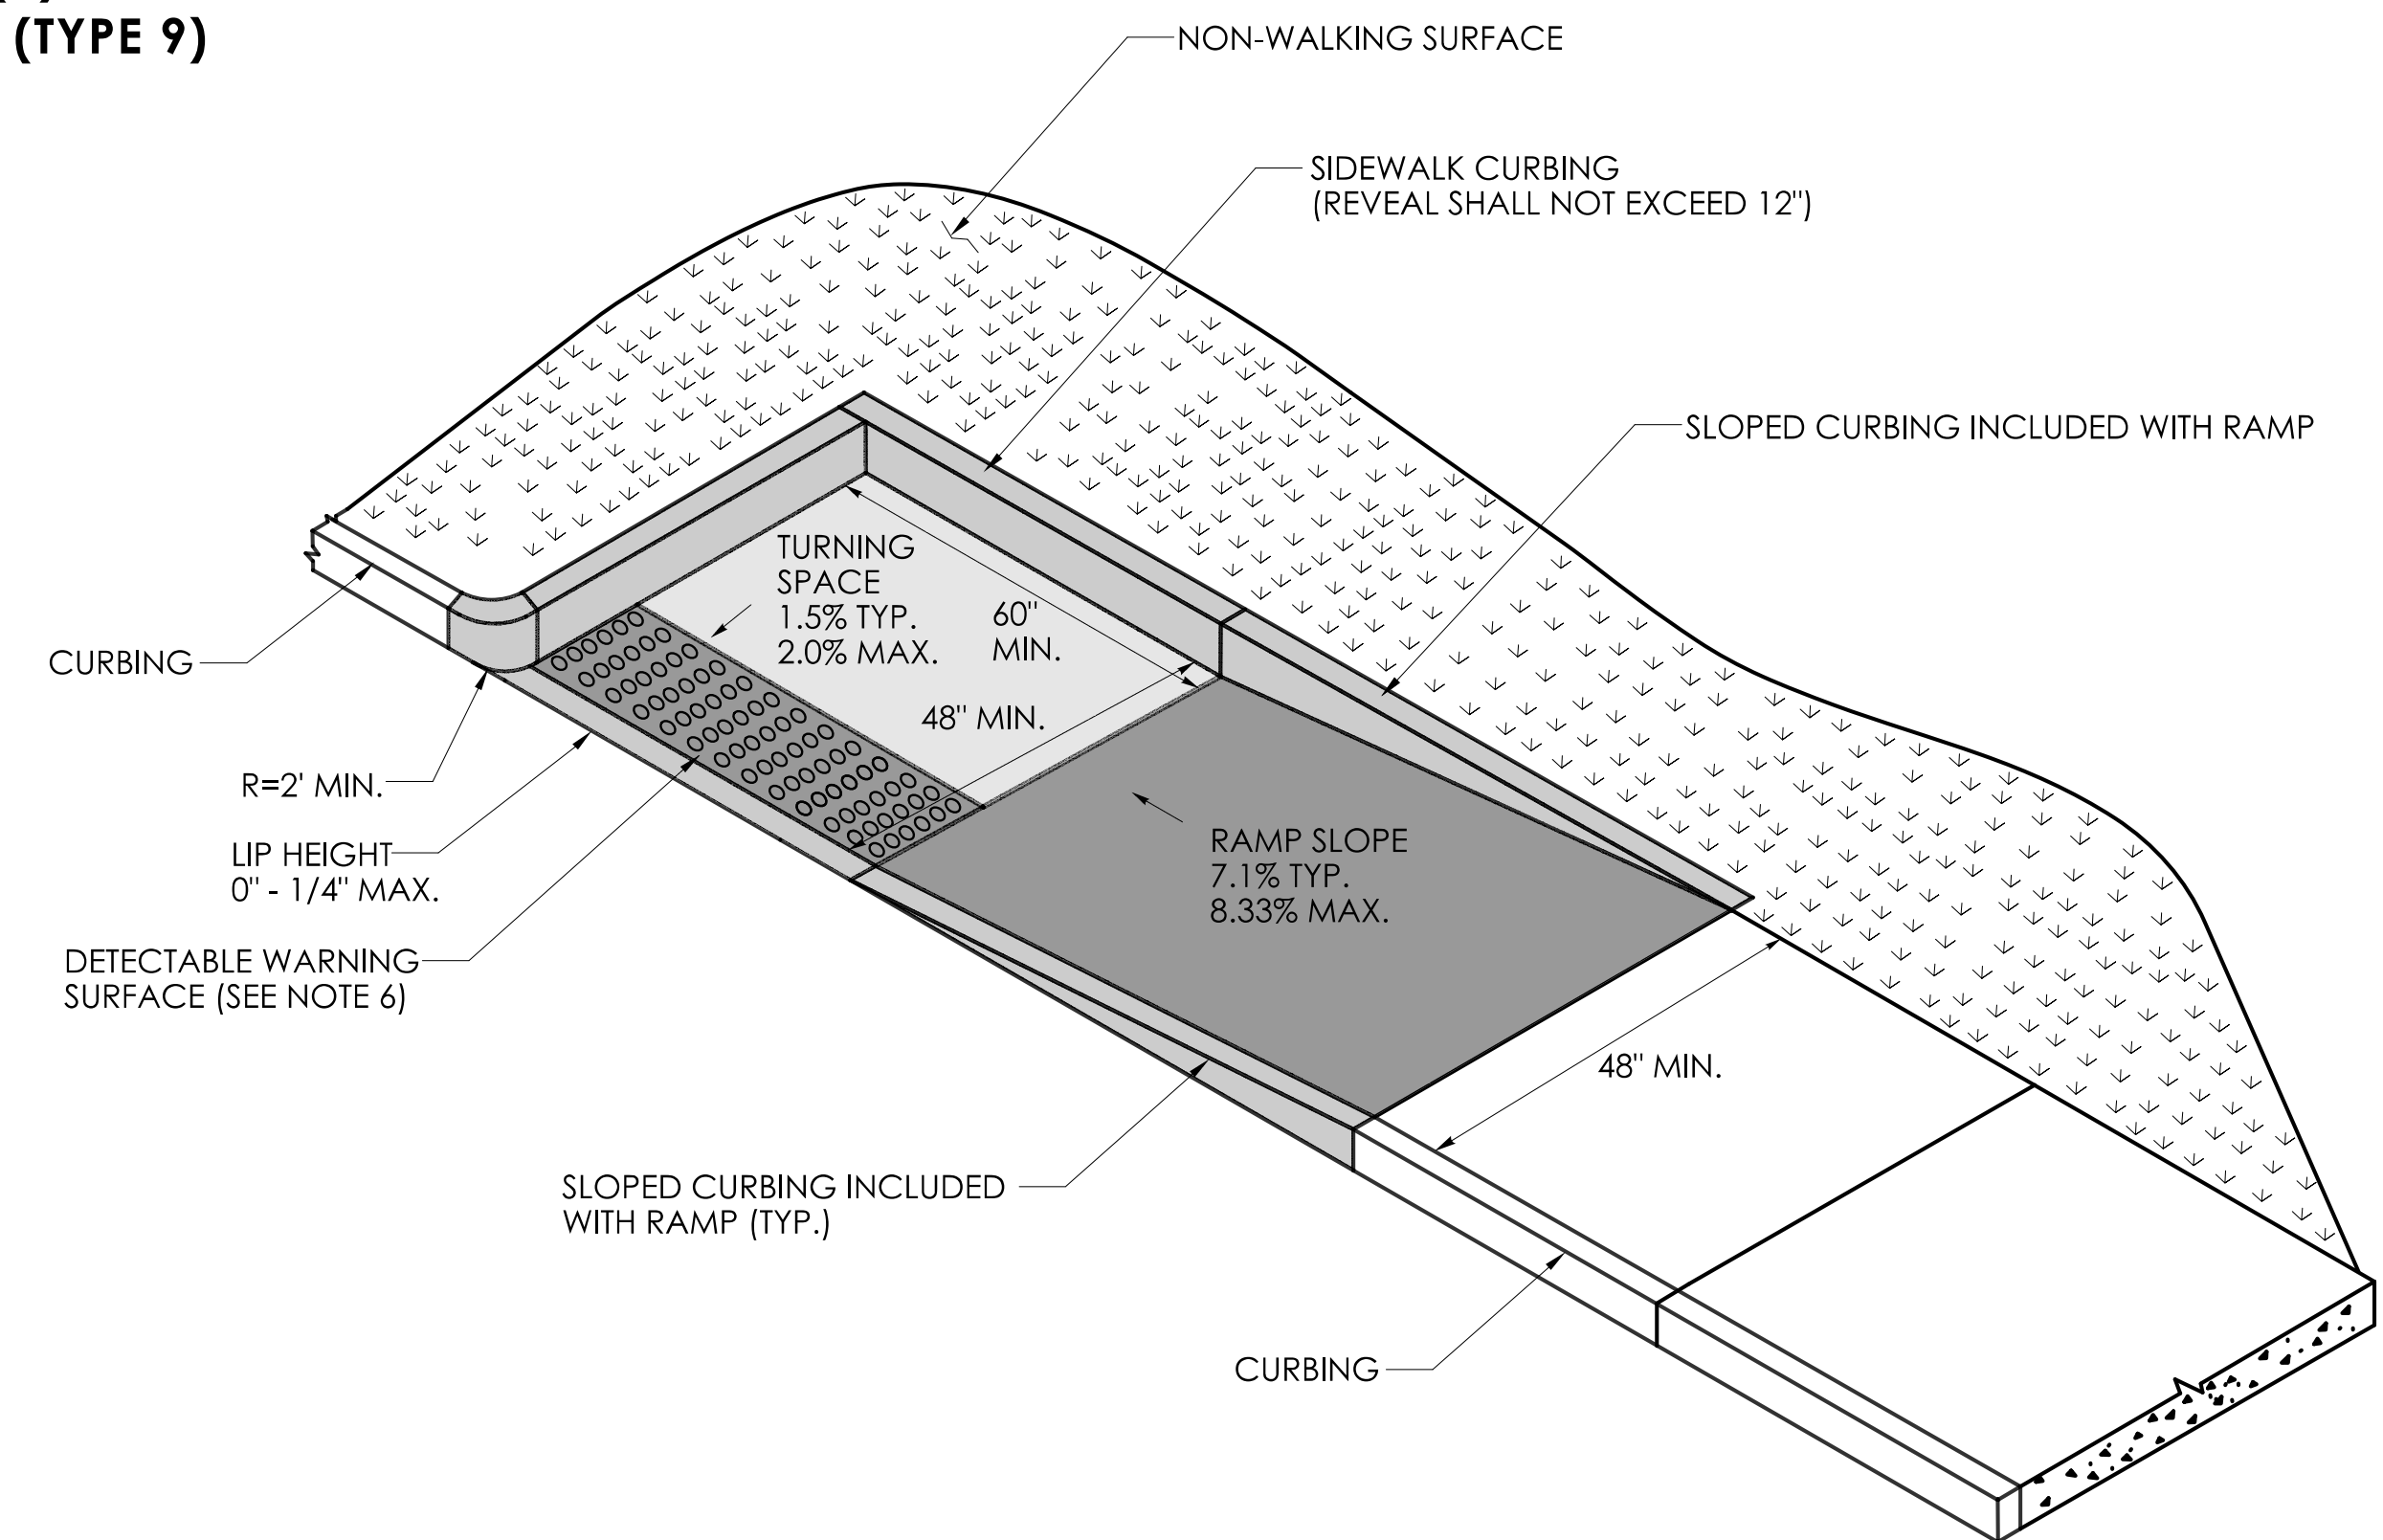 (TYPE 9)
NON-WALKING SURFACE
SIDEWALK CURBING
(REVEAL SHALL NOT EXCEED 12")
SLOPED CURBING INCLUDED WITH RAMP
TURNING
SPACE
1.5% TYP.
2.0% MAX.
60"
MIN.
48" MIN.
CURBING
R=2' MIN.
LIP HEIGHT
0" - 1/4" MAX.
DETECTABLE WARNING
SURFACE (SEE NOTE 6)
RAMP SLOPE
7.1% TYP.
8.33% MAX.
48" MIN.
SLOPED CURBING INCLUDED
WITH RAMP (TYP.)
CURBING